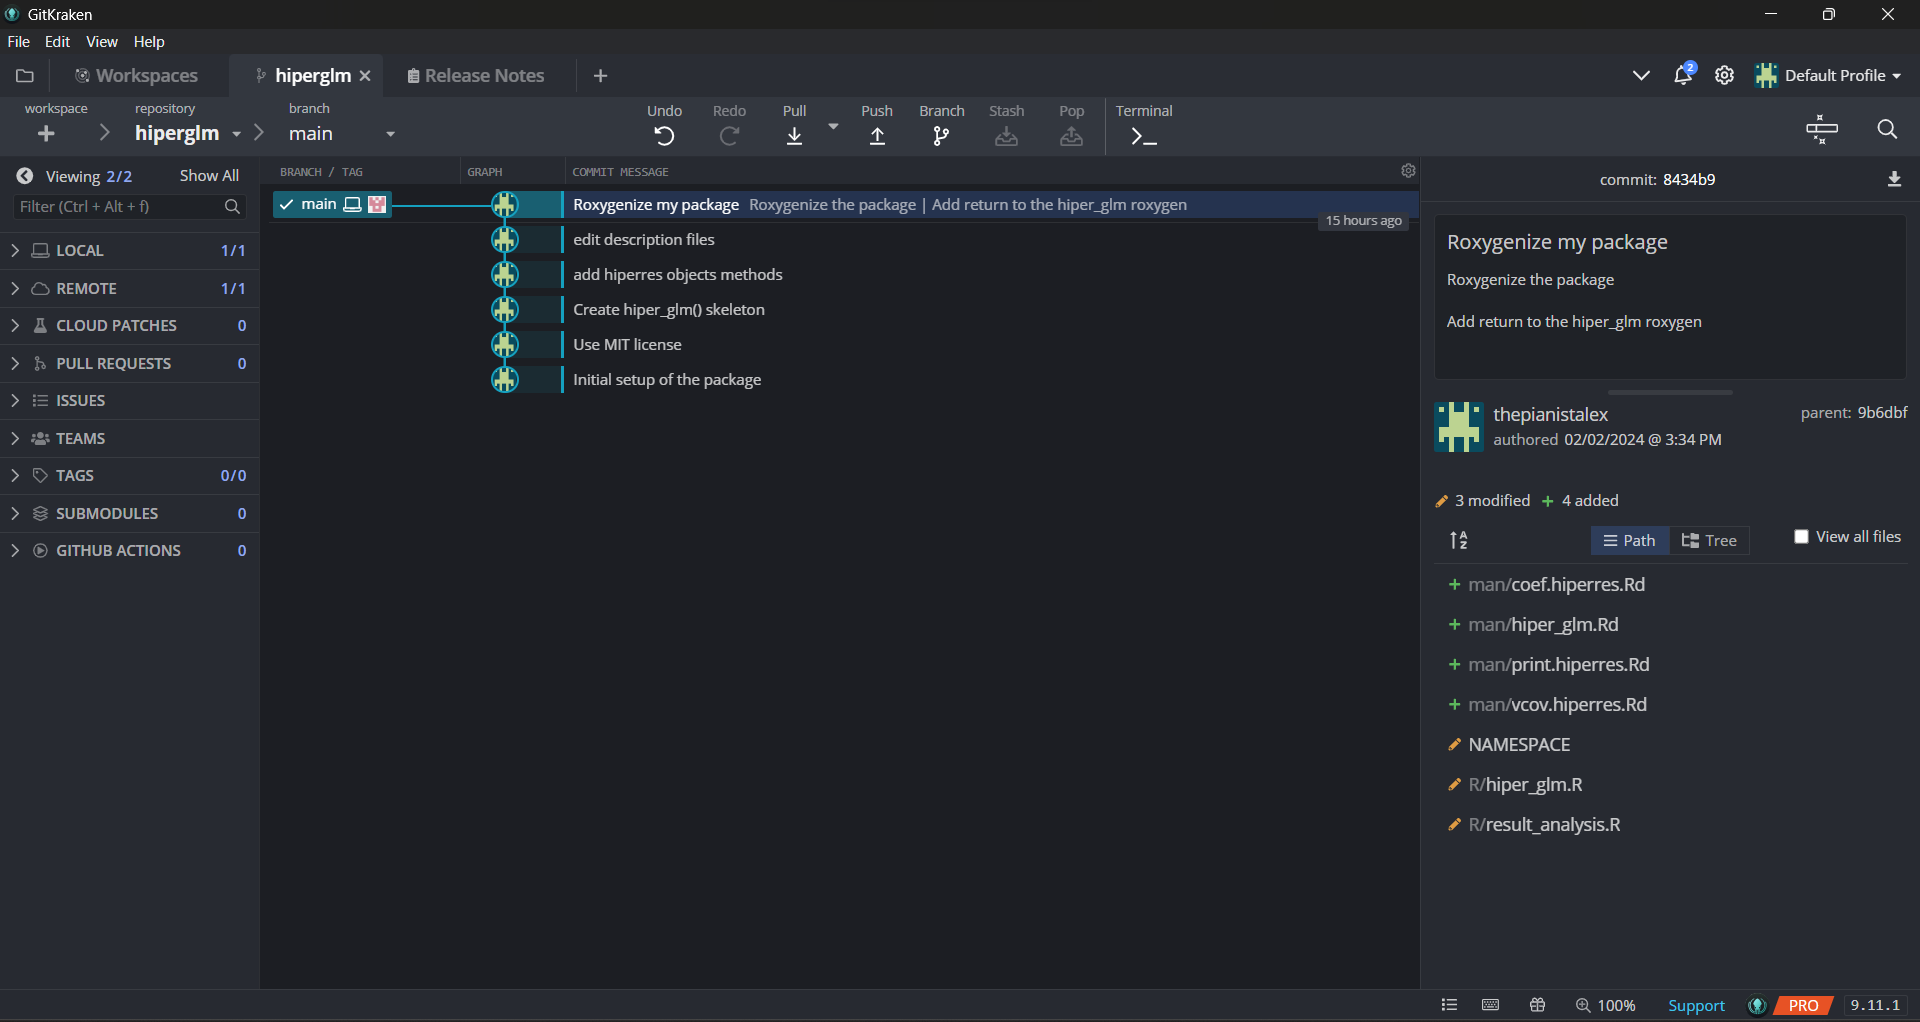 GitKraken
File Edit View Help
Workspaces hiperglm Release Notes 2 Default Profile
workspace repository branch
hiperglm main
Undo Redo Pull Push Branch Stash Pop Terminal
Viewing 2/2 Show All
Filter (Ctrl + Alt + f)
LOCAL 1/1
REMOTE 1/1
CLOUD PATCHES 0
PULL REQUESTS 0
ISSUES
TEAMS
TAGS 0/0
SUBMODULES 0
GITHUB ACTIONS 0
BRANCH / TAG GRAPH COMMIT MESSAGE
main Roxygenize my package Roxygenize the package | Add return to the hiper_glm roxygen
15 hours ago
edit description files
add hiperres objects methods
Create hiper_glm() skeleton
Use MIT license
Initial setup of the package
commit: 8434b9
Roxygenize my package
Roxygenize the package
Add return to the hiper_glm roxygen
thepianistalex parent: 9b6dbf
authored 02/02/2024 @ 3:34 PM
3 modified 4 added
Path Tree View all files
man/coef.hiperres.Rd
man/hiper_glm.Rd
man/print.hiperres.Rd
man/vcov.hiperres.Rd
NAMESPACE
R/hiper_glm.R
R/result_analysis.R
100% Support PRO 9.11.1